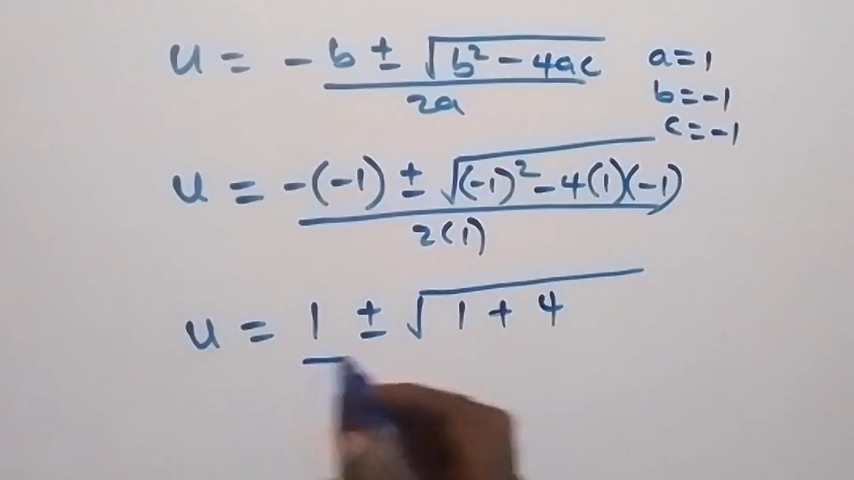 u = -b ± √b² - 4ac a=1
2a b=-1
c=-1
u = -(-1) ± √(-1)² - 4(1)(-1)
2(1)
u = 1 ± √1 + 4